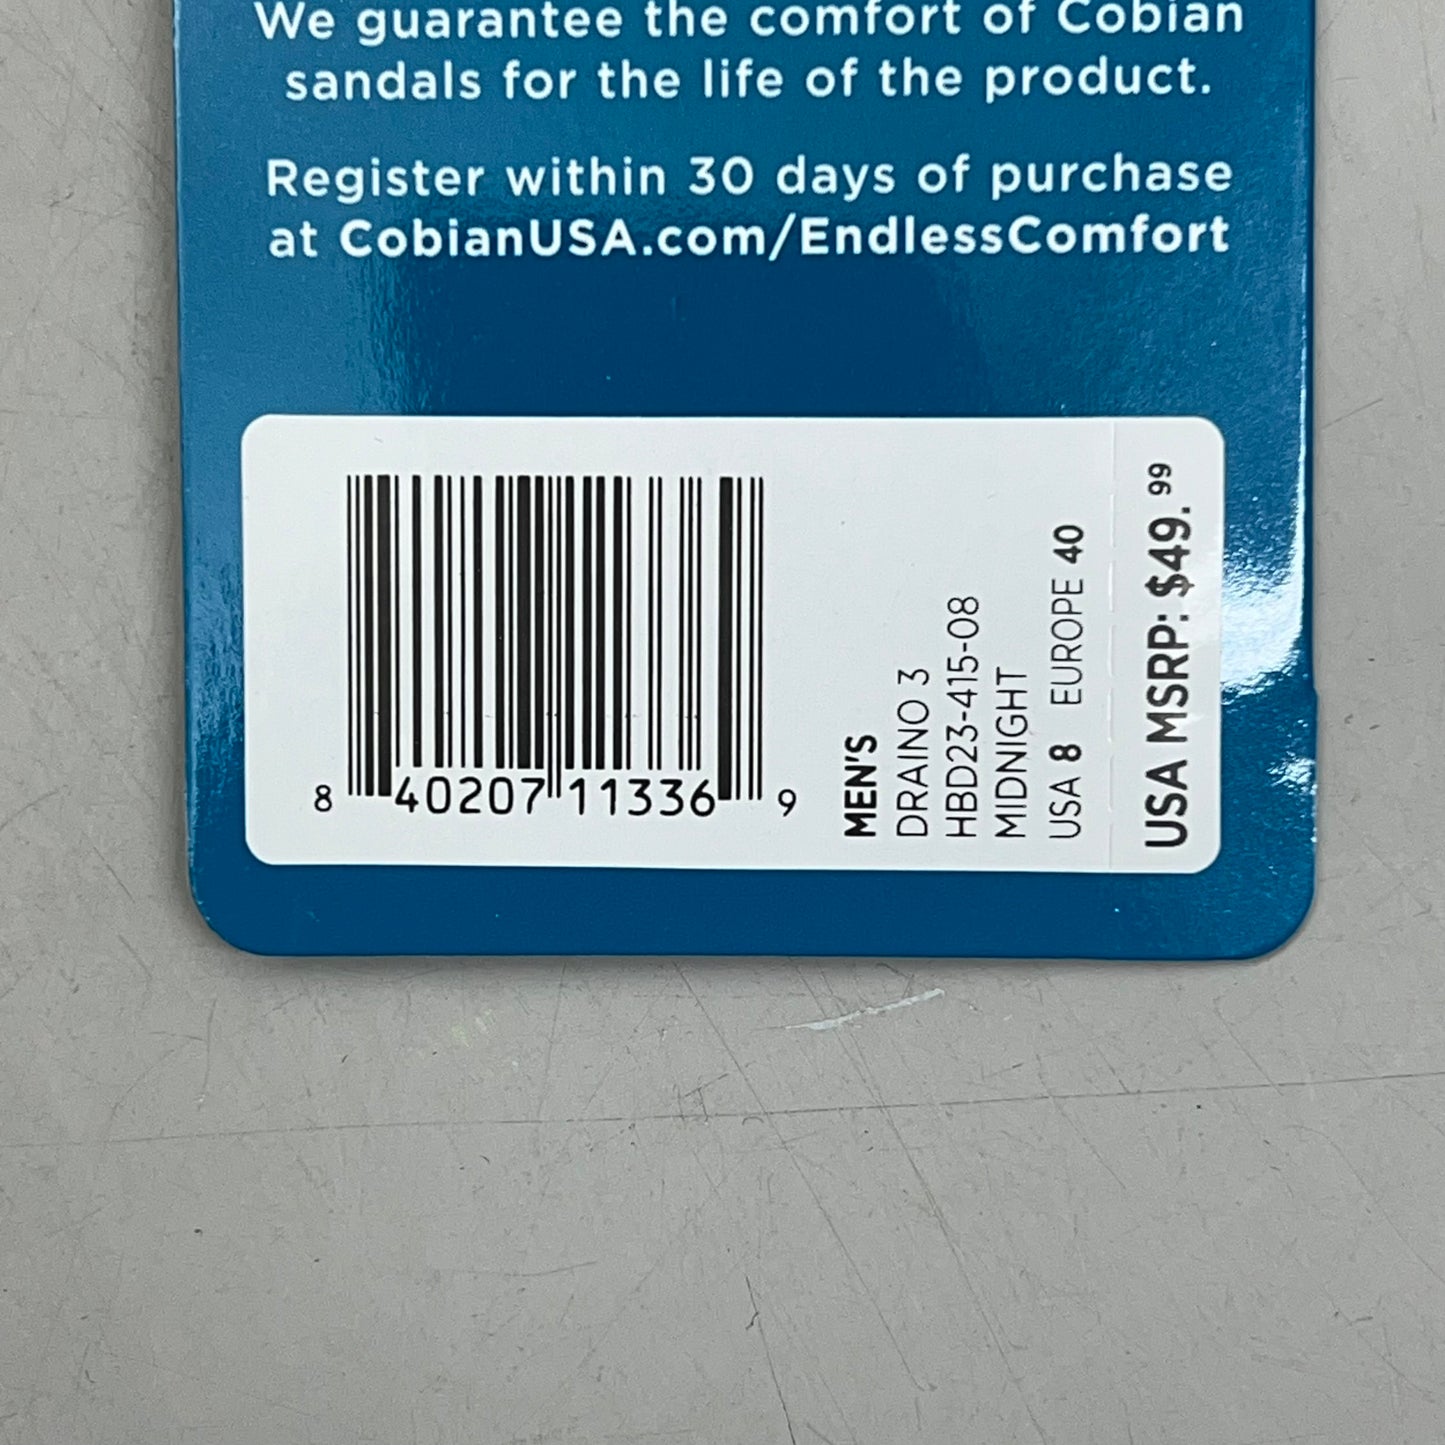 We guarantee the comfort of Cobian
sandals for the life of the product.
Register within 30 days of purchase
at CobianUSA.com/EndlessComfort
8 40207 11336 9
MEN'S
DRAINO 3
HBD23-415-08
MIDNIGHT
USA 8 EUROPE 40
USA MSRP: $49.99